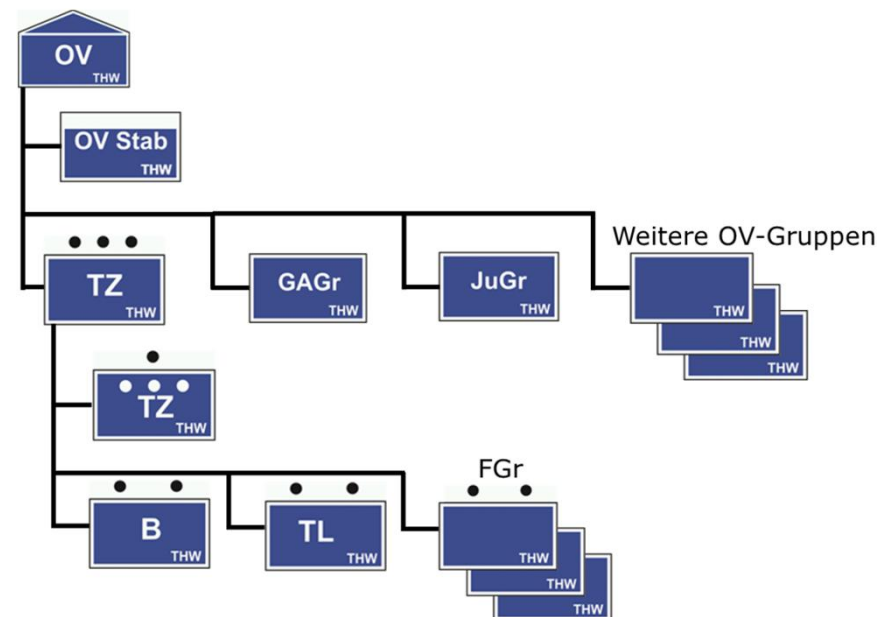 OV
THW
OV Stab
THW
TZ
THW
GAGr
THW
JuGr
THW
Weitere OV-Gruppen
THW
THW
THW
TZ
THW
B
THW
TL
THW
FGr
THW
THW
THW